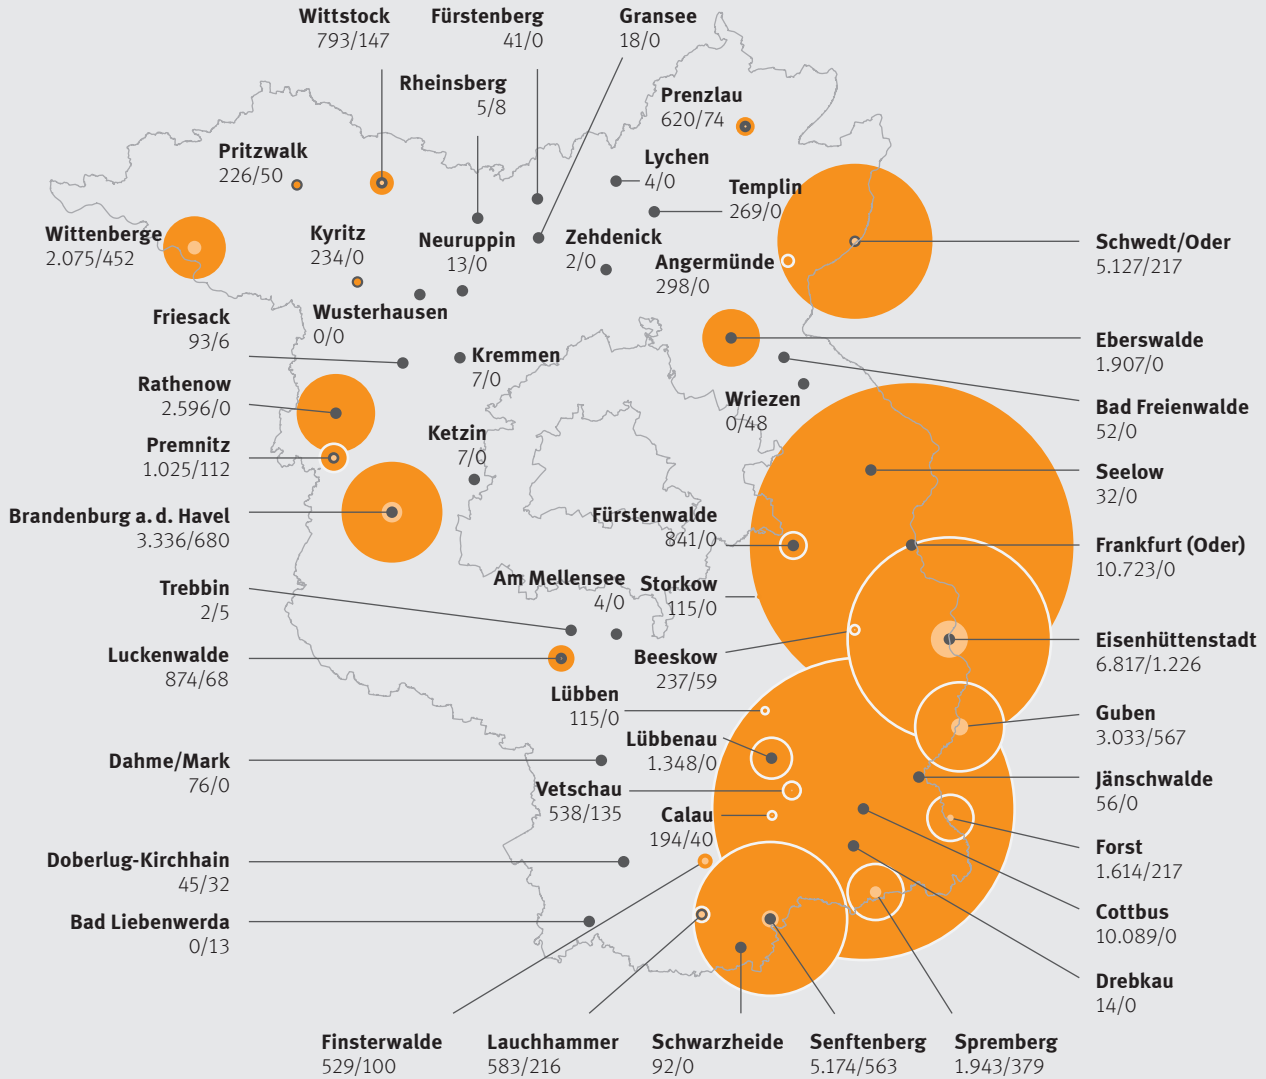 Wittstock
793/147
Fürstenberg
41/0
Gransee
18/0
Rheinsberg
5/8
Prenzlau
620/74
Pritzwalk
226/50
Lychen
4/0
Templin
269/0
Wittenberge
2.075/452
Kyritz
234/0
Neuruppin
13/0
Zehdenick
2/0
Angermünde
298/0
Schwedt/Oder
5.127/217
Friesack
93/6
Wusterhausen
0/0
Eberswalde
1.907/0
Kremmen
7/0
Rathenow
2.596/0
Wriezen
0/48
Bad Freienwalde
52/0
Premnitz
1.025/112
Ketzin
7/0
Seelow
32/0
Brandenburg a. d. Havel
3.336/680
Fürstenwalde
841/0
Frankfurt (Oder)
10.723/0
Trebbin
2/5
Am Mellensee
4/0
Storkow
115/0
Luckenwalde
874/68
Beeskow
237/59
Eisenhüttenstadt
6.817/1.226
Lübben
115/0
Guben
3.033/567
Lübbenau
1.348/0
Dahme/Mark
76/0
Vetschau
538/135
Jänschwalde
56/0
Calau
194/40
Forst
1.614/217
Doberlug-Kirchhain
45/32
Cottbus
10.089/0
Bad Liebenwerda
0/13
Drebkau
14/0
Finsterwalde
529/100
Lauchhammer
583/216
Schwarzheide
92/0
Senftenberg
5.174/563
Spremberg
1.943/379